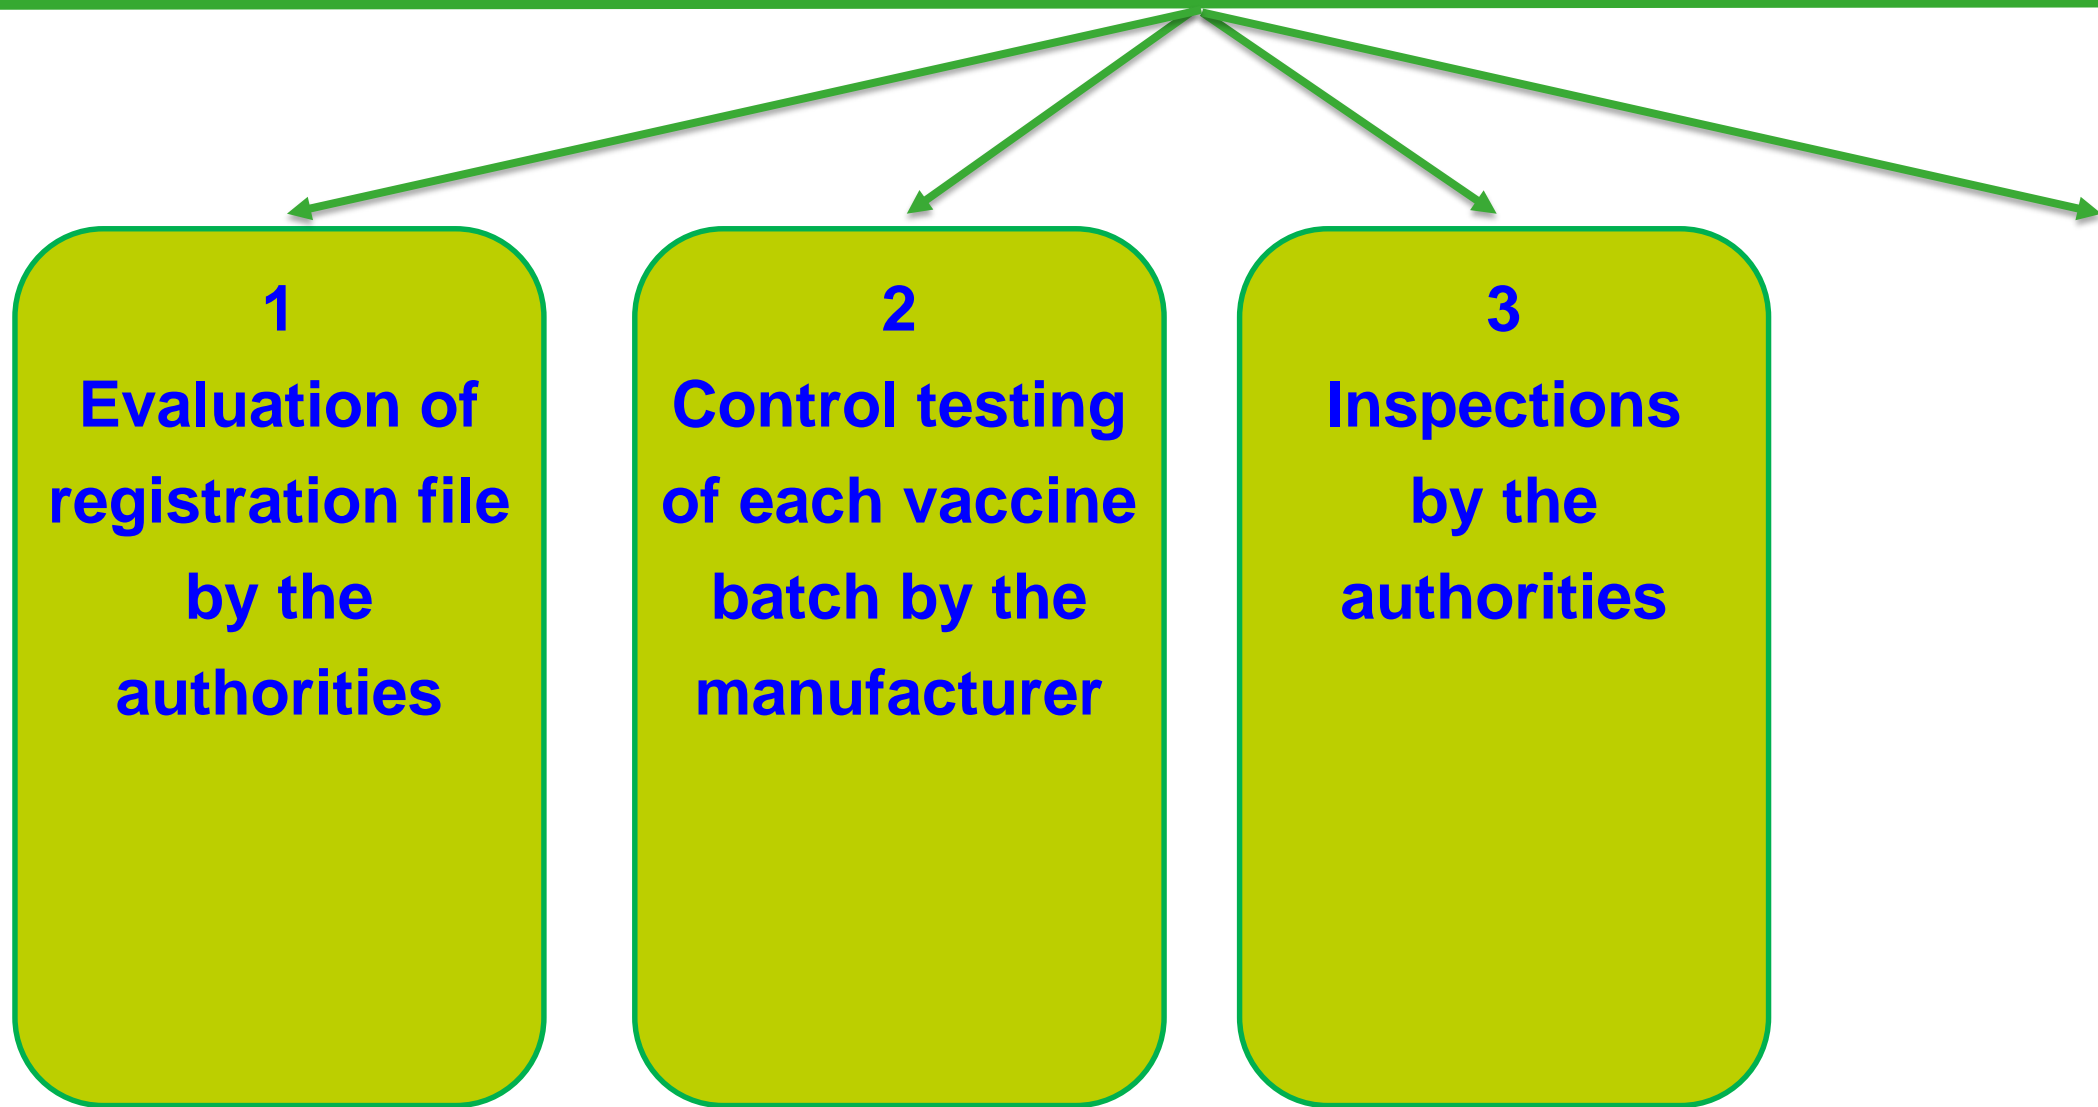 1
Evaluation of
registration file
by the
authorities
2
Control testing
of each vaccine
batch by the
manufacturer
3
Inspections
by the
authorities